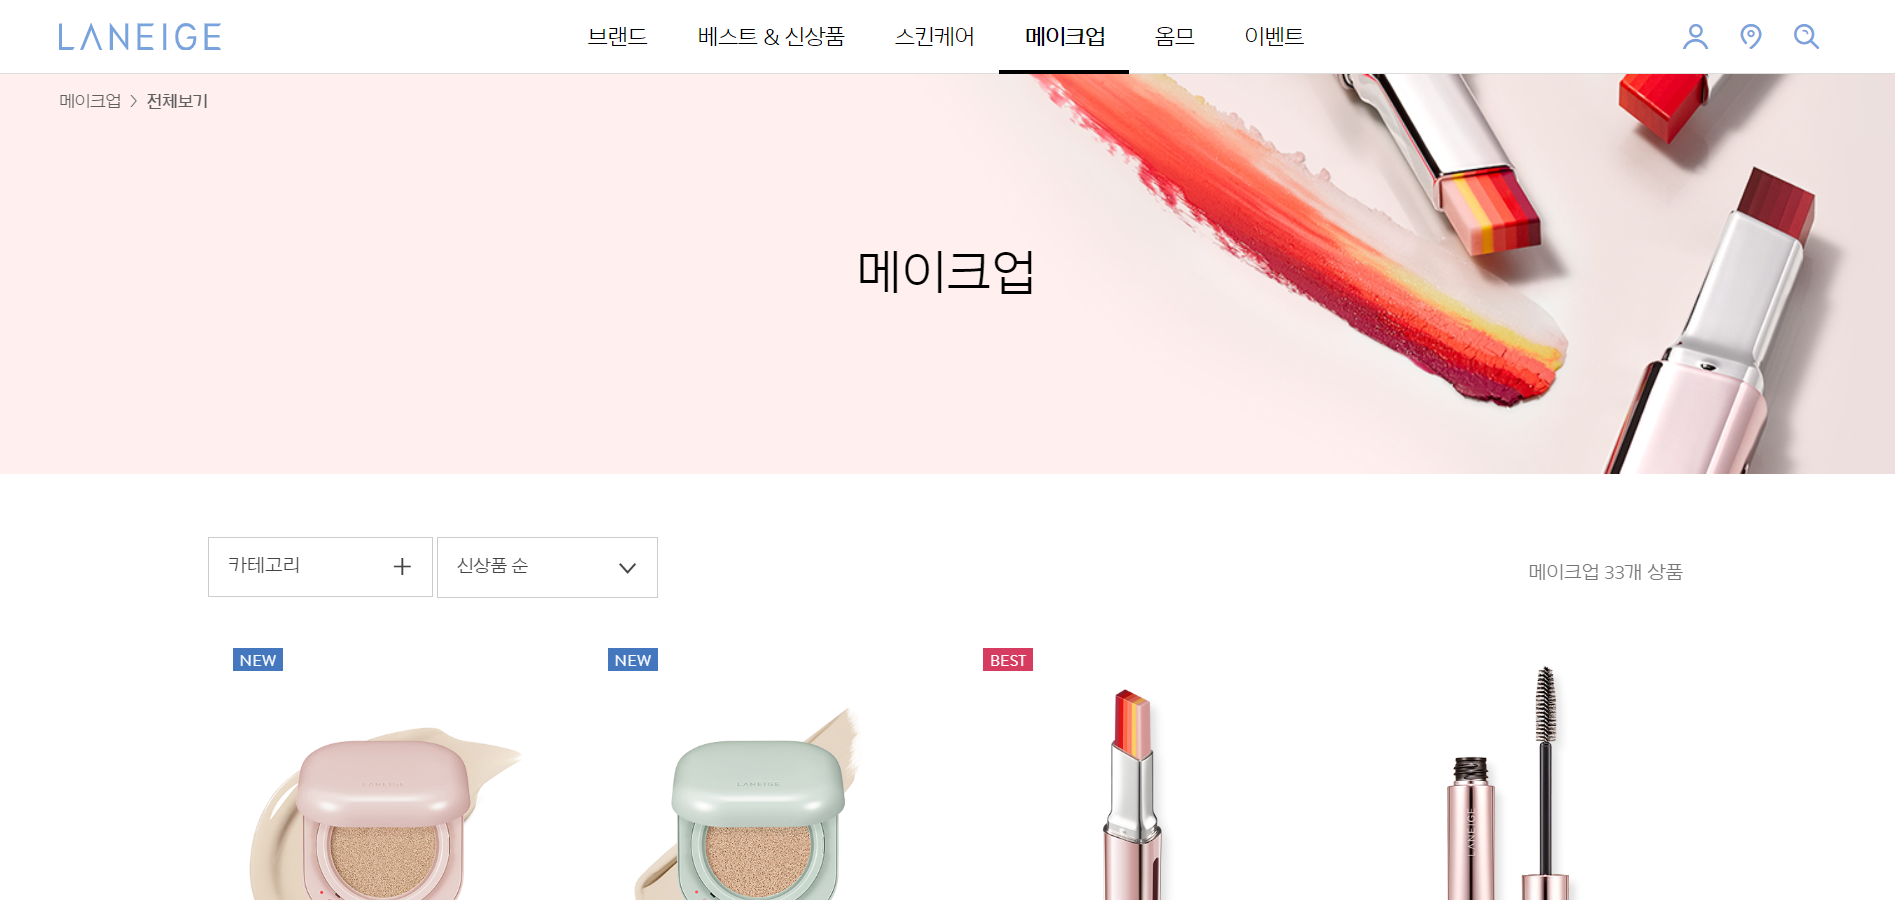 LANEIGE
브랜드
베스트 & 신상품
스킨케어
메이크업
옴므
이벤트
메이크업 > 전체보기
메이크업
카테고리
신상품 순
메이크업 33개 상품
NEW
NEW
BEST
LANEIGE
LANEIGE
LANEIGE